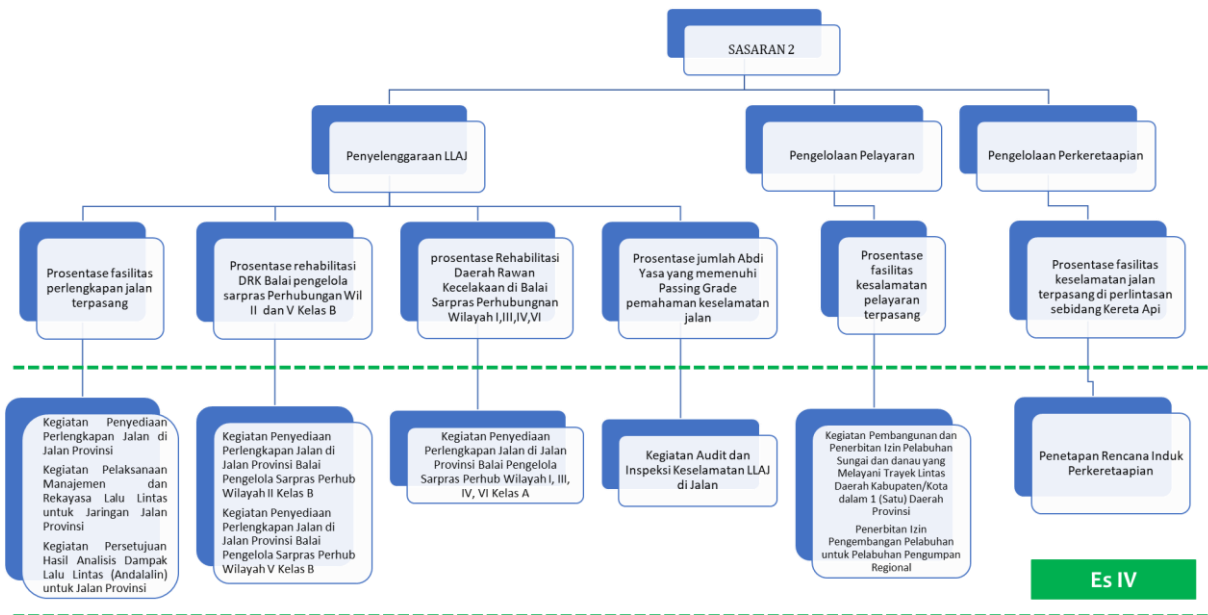 SASARAN 2
Penyelenggaraan LLAJ
Pengelolaan Pelayaran
Pengelolaan Perkeretaapian
Prosentase fasilitas
perlengkapan jalan
terpasang
Prosentase rehabilitasi
DRK Balai pengelola
sarpras Perhubungan Wil
II dan V Kelas B
prosentase Rehabilitasi
Daerah Rawan
Kecelakaan di Balai
Sarpras Perhubungnan
Wilayah I,III,IV,VI
Prosentase jumlah Abdi
Yasa yang memenuhi
Passing Grade
pemahaman keselamatan
jalan
Prosentase
fasilitas
kesalamatan
pelayaran
terpasang
Prosentase fasilitas
keselamatan jalan
terpasang di perlintasan
sebidang Kereta Api
Kegiatan Penyediaan
Perlengkapan Jalan di
Jalan Provinsi
Kegiatan Pelaksanaan
Manajemen dan
Rekayasa Lalu Lintas
untuk Jaringan Jalan
Provinsi
Kegiatan Persetujuan
Hasil Analisis Dampak
Lalu Lintas (Andalalin)
untuk Jalan Provinsi
Kegiatan Penyediaan
Perlengkapan Jalan di
Jalan Provinsi Balai
Pengelola Sarpras Perhub
Wilayah II Kelas B
Kegiatan Penyediaan
Perlengkapan Jalan di
Jalan Provinsi Balai
Pengelola Sarpras Perhub
Wilayah V Kelas B
Kegiatan Penyediaan
Perlengkapan Jalan di Jalan
Provinsi Balai Pengelola
Sarpras Perhub Wilayah I, III,
IV, VI Kelas A
Kegiatan Audit dan
Inspeksi Keselamatan LLAJ
di Jalan
Kegiatan Pembangunan dan
Penerbitan Izin Pelabuhan
Sungai dan danau yang
Melayani Trayek Lintas
Daerah Kabupaten/Kota
dalam 1 (Satu) Daerah
Provinsi
Penerbitan Izin
Pengembangan Pelabuhan
untuk Pelabuhan Pengumpan
Regional
Penetapan Rencana Induk
Perkeretaapian
Es IV